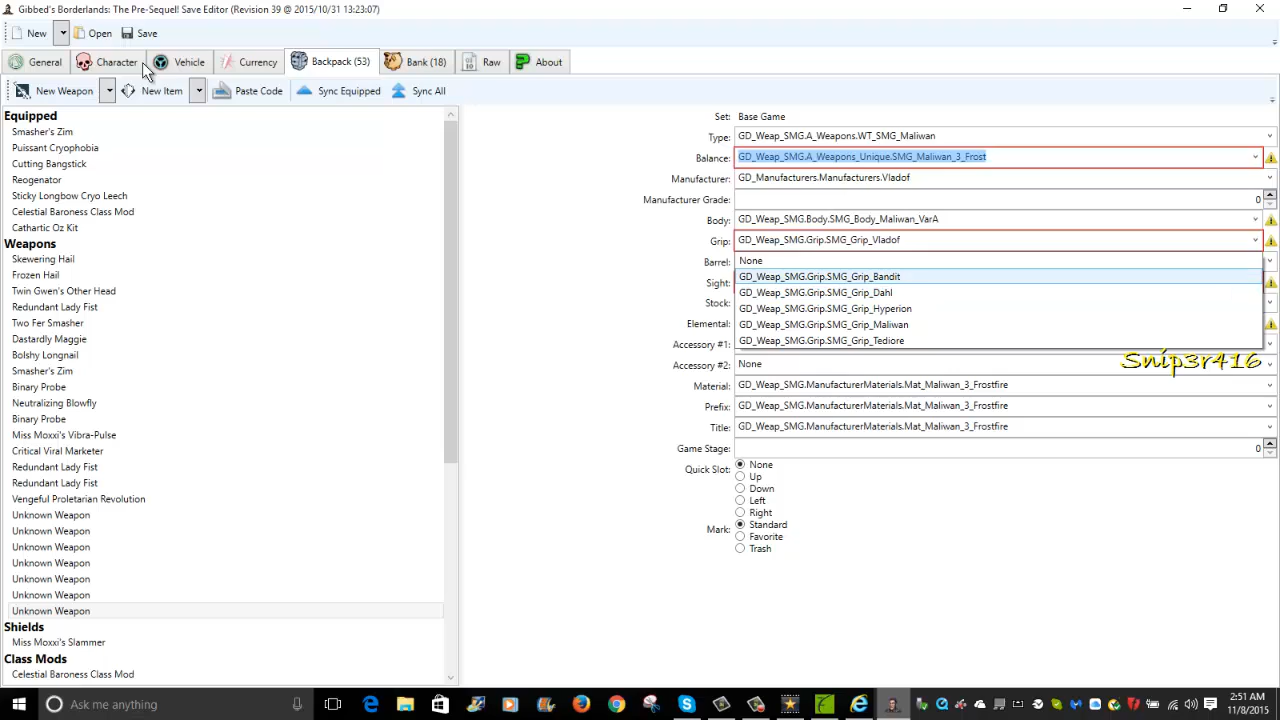 Gibbed's Borderlands: The Pre-Sequel! Save Editor (Revision 39 @ 2015/10/31 13:23:07)
New Open Save
General Character Vehicle Currency Backpack (53) Bank (18) Raw About
New Weapon New Item Paste Code Sync Equipped Sync All
Equipped
Smasher's Zim
Puissant Cryophobia
Cutting Bangstick
Reogenator
Sticky Longbow Cryo Leech
Celestial Baroness Class Mod
Cathartic Oz Kit
Weapons
Skewering Hail
Frozen Hail
Twin Gwen's Other Head
Redundant Lady Fist
Two Fer Smasher
Dastardly Maggie
Bolshy Longnail
Smasher's Zim
Binary Probe
Neutralizing Blowfly
Binary Probe
Miss Moxxi's Vibra-Pulse
Critical Viral Marketer
Redundant Lady Fist
Redundant Lady Fist
Vengeful Proletarian Revolution
Unknown Weapon
Unknown Weapon
Unknown Weapon
Unknown Weapon
Unknown Weapon
Unknown Weapon
Unknown Weapon
Shields
Miss Moxxi's Slammer
Class Mods
Celestial Baroness Class Mod
Set: Base Game
Type: GD_Weap_SMG.A_Weapons.WT_SMG_Maliwan
Balance: GD_Weap_SMG.A_Weapons_Unique.SMG_Maliwan_3_Frost
Manufacturer: GD_Manufacturers.Manufacturers.Vladof
Manufacturer Grade: 0
Body: GD_Weap_SMG.Body.SMG_Body_Maliwan_VarA
Grip: GD_Weap_SMG.Grip.SMG_Grip_Vladof
Barrel: None
GD_Weap_SMG.Grip.SMG_Grip_Bandit
Sight: GD_Weap_SMG.Grip.SMG_Grip_Dahl
Stock: GD_Weap_SMG.Grip.SMG_Grip_Hyperion
Elemental: GD_Weap_SMG.Grip.SMG_Grip_Maliwan
Accessory #1: GD_Weap_SMG.Grip.SMG_Grip_Tediore
Accessory #2: None
Snip3r416
Material: GD_Weap_SMG.ManufacturerMaterials.Mat_Maliwan_3_Frostfire
Prefix: GD_Weap_SMG.ManufacturerMaterials.Mat_Maliwan_3_Frostfire
Title: GD_Weap_SMG.ManufacturerMaterials.Mat_Maliwan_3_Frostfire
Game Stage: 0
Quick Slot: None
Up
Down
Left
Right
Mark: Standard
Favorite
Trash
Ask me anything
2:51 AM
11/8/2015